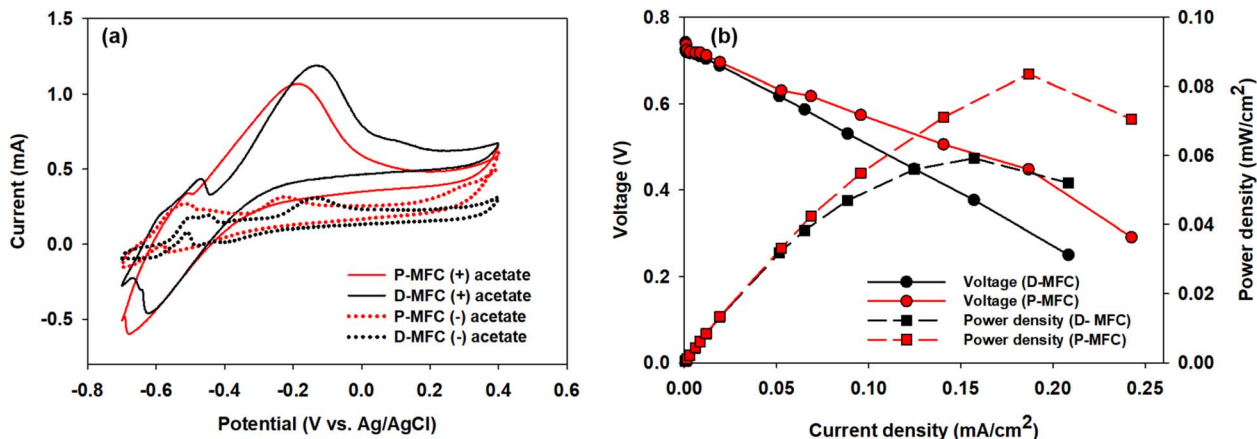 (a)
1.5
1.0
0.5
0.0
-0.5
Current (mA)
P-MFC (+) acetate
D-MFC (+) acetate
P-MFC (-) acetate
D-MFC (-) acetate
-0.8 -0.6 -0.4 -0.2 0.0 0.2 0.4 0.6
Potential (V vs. Ag/AgCl)
(b)
0.8
0.6
0.4
0.2
0.0
Voltage (V)
0.10
0.08
0.06
0.04
0.02
0.00
Power density (mW/cm²)
Voltage (D-MFC)
Voltage (P-MFC)
Power density (D- MFC)
Power density (P-MFC)
0.00 0.05 0.10 0.15 0.20 0.25
Current density (mA/cm²)